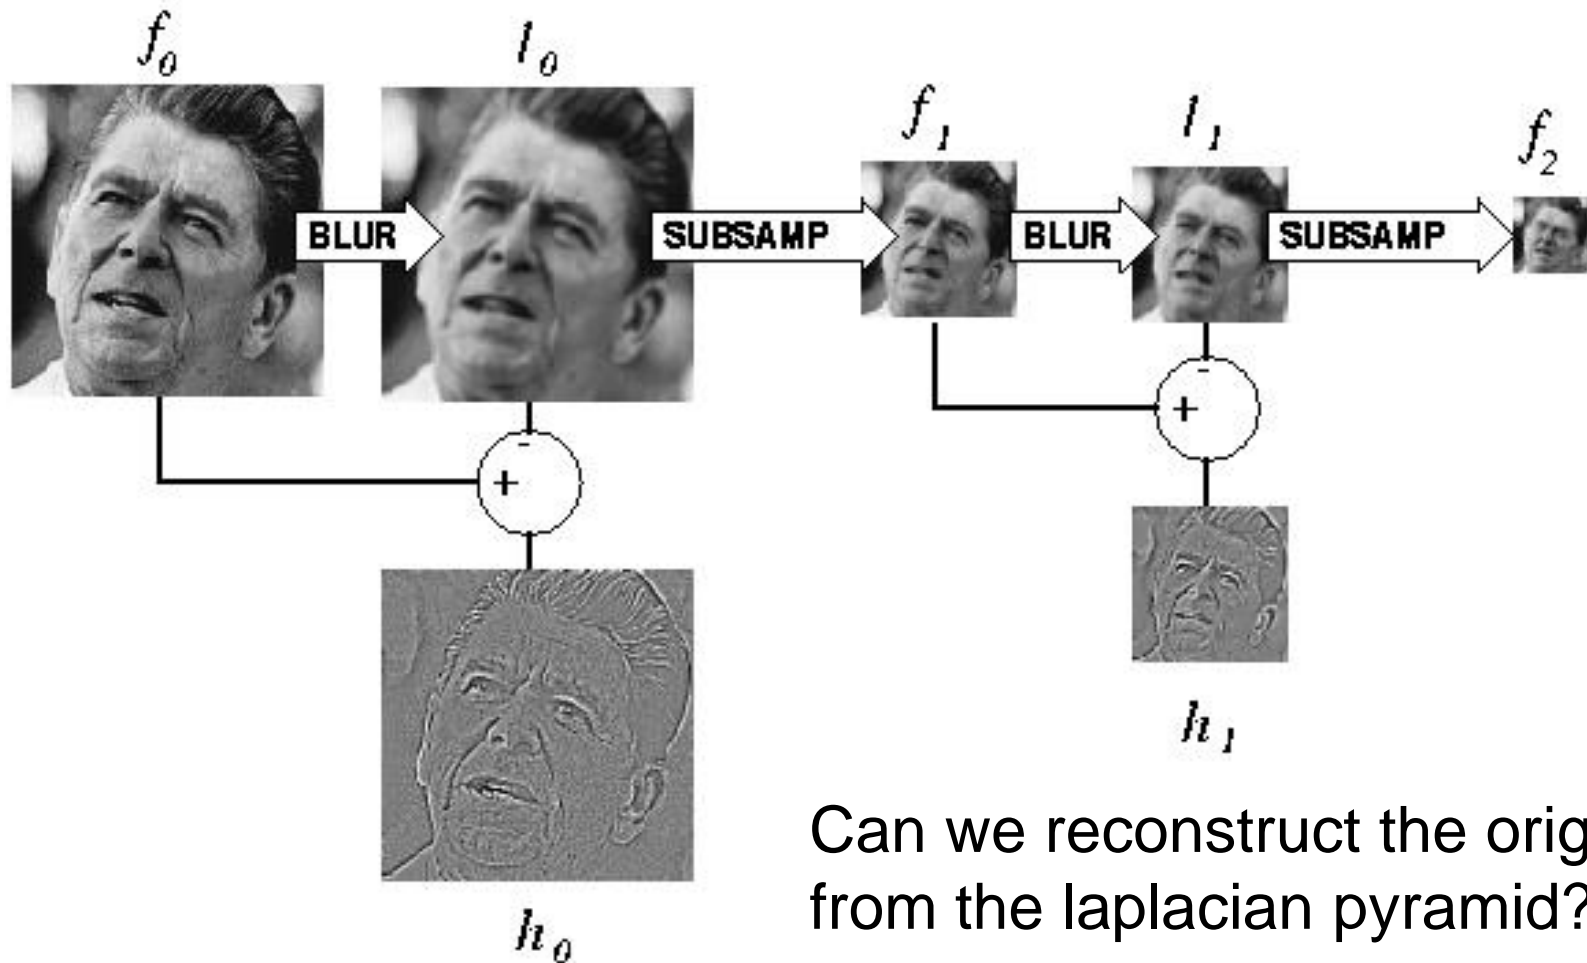 f0
l0
f1
l1
f2
BLUR
SUBSAMP
BLUR
SUBSAMP
-
+
-
+
h1
h0
Can we reconstruct the orig
from the laplacian pyramid?